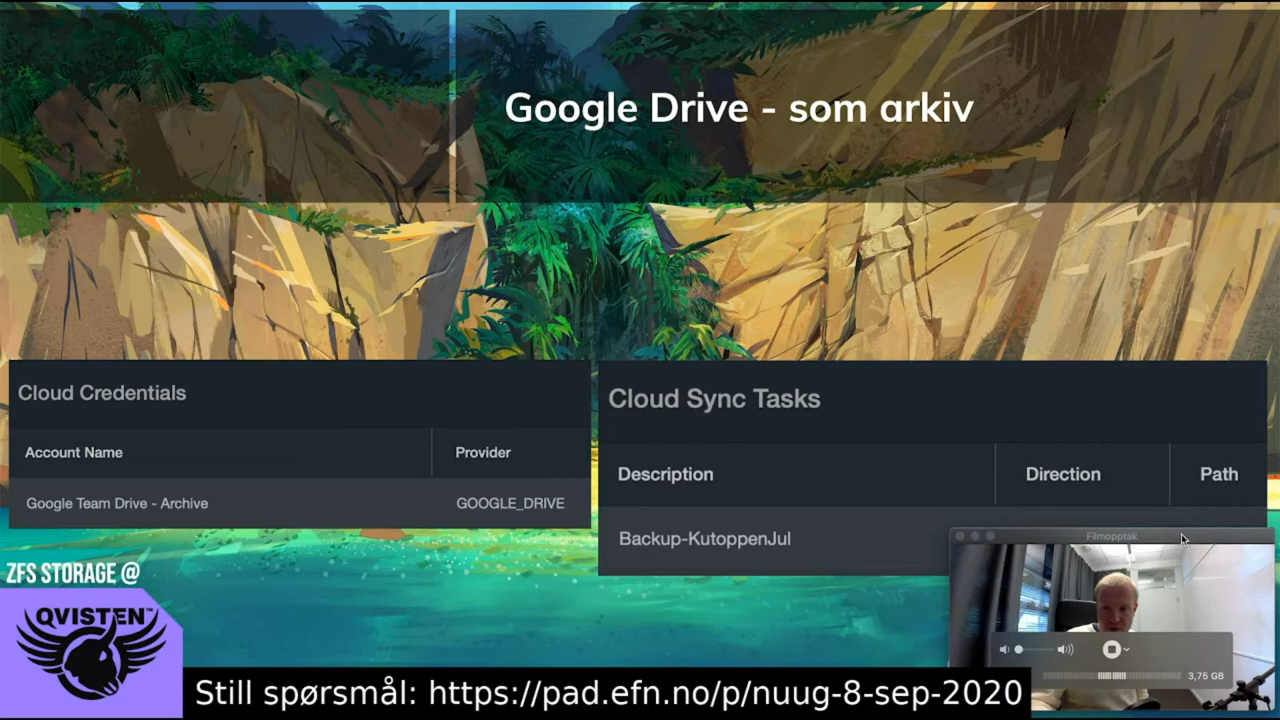 Google Drive - som arkiv
Cloud Credentials
Account Name Provider
Google Team Drive - Archive GOOGLE_DRIVE
Cloud Sync Tasks
Description Direction Path
Backup-KutoppenJul
Filmopptak
3,75 GB
ZFS STORAGE @
QVISTEN™
Still spørsmål: https://pad.efn.no/p/nuug-8-sep-2020